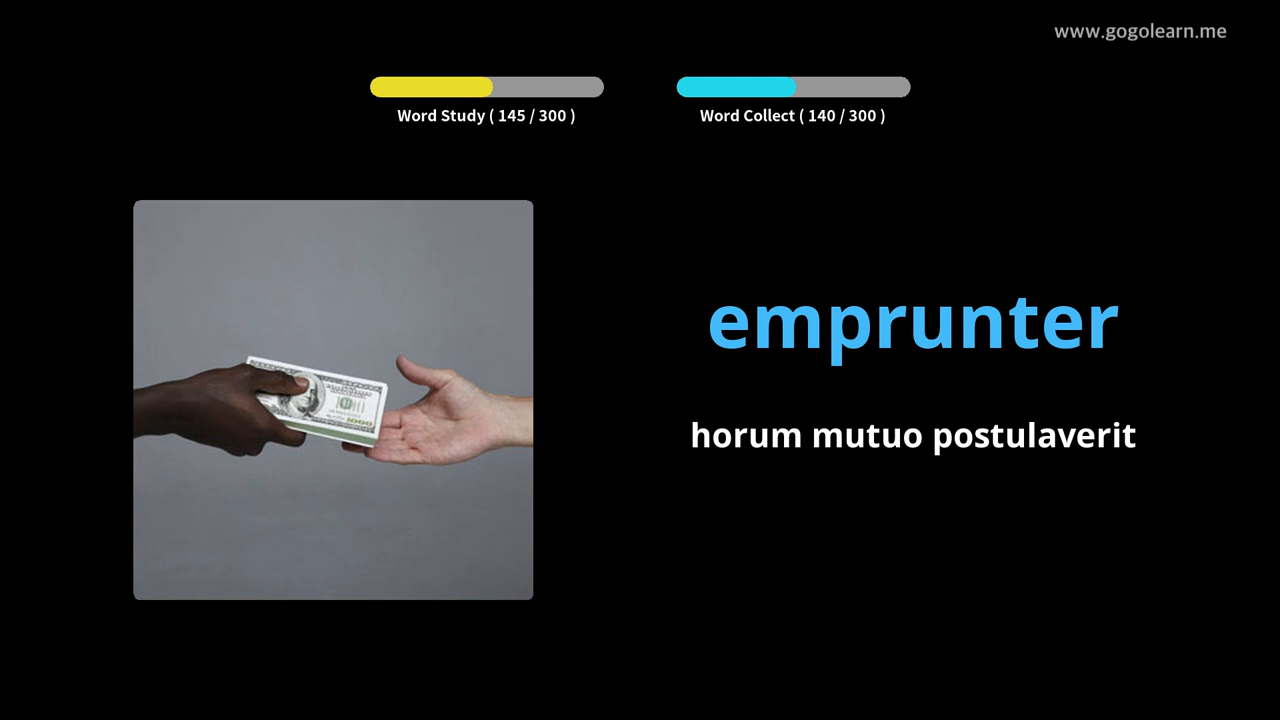 www.gogolearn.me
Word Study ( 145 / 300 )
Word Collect ( 140 / 300 )
emprunter
horum mutuo postulaverit